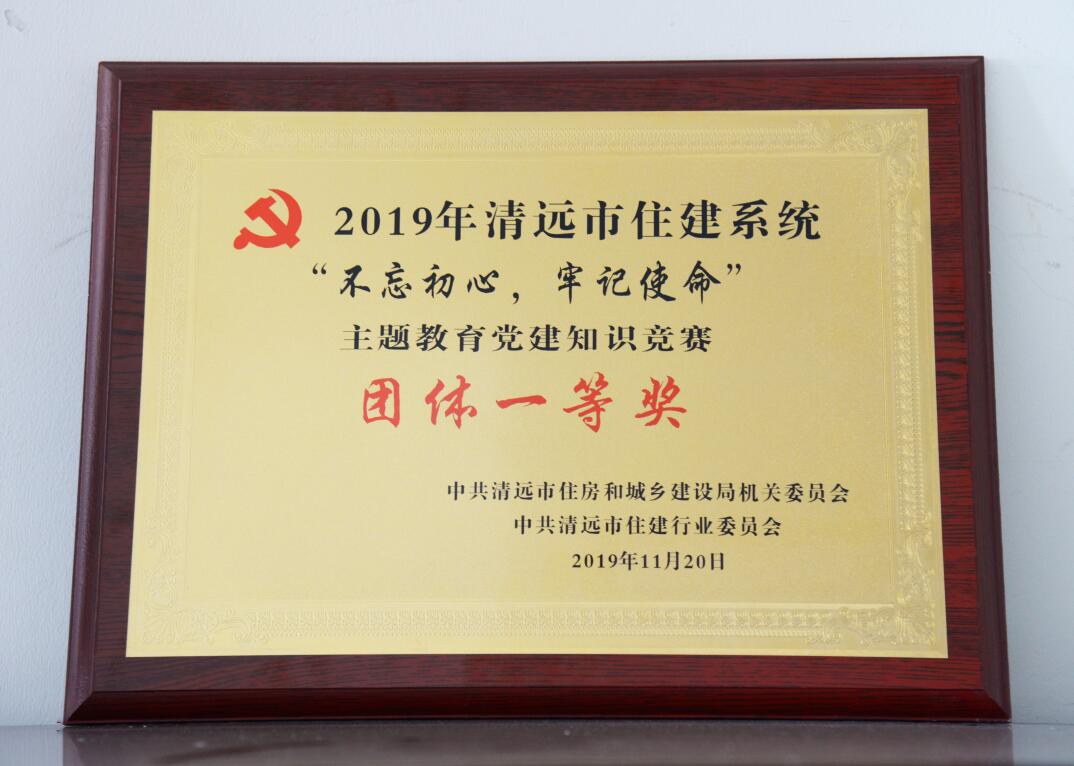 2019年清远市住建系统
“不忘初心，牢记使命”
主题教育党建知识竞赛
团体一等奖
中共清远市住房和城乡建设局机关委员会
中共清远市住建行业委员会
2019年11月20日